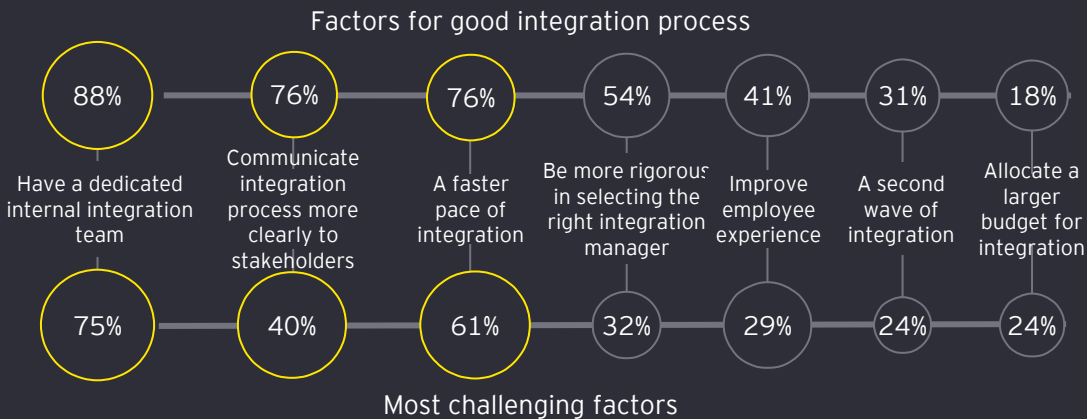 Factors for good integration process
88%
76%
76%
54%
41%
31%
18%
Have a dedicated
internal integration
team
Communicate
integration
process more
clearly to
stakeholders
A faster
pace of
integration
Be more rigorous
in selecting the
right integration
manager
Improve
employee
experience
A second
wave of
integration
Allocate a
larger
budget for
integration
75%
40%
61%
32%
29%
24%
24%
Most challenging factors